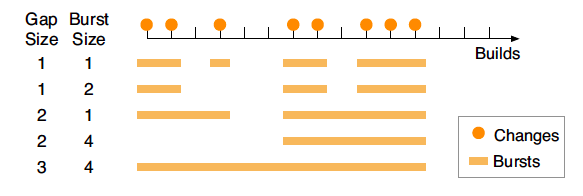 Gap Burst
Size Size
Builds
1 1
1 2
2 1
2 4
3 4
Changes
Bursts